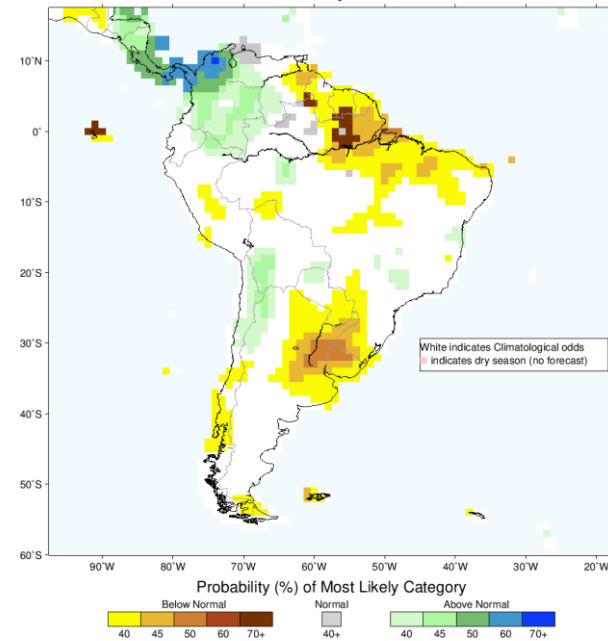 10˚N
0˚
10˚S
20˚S
30˚S
40˚S
50˚S
60˚S
White indicates Climatological odds
indicates dry season (no forecast)
90˚W 80˚W 70˚W 60˚W 50˚W 40˚W 30˚W 20˚W
Probability (%) of Most Likely Category
Below Normal Normal Above Normal
40 45 50 60 70+ 40+ 40 45 50 60 70+